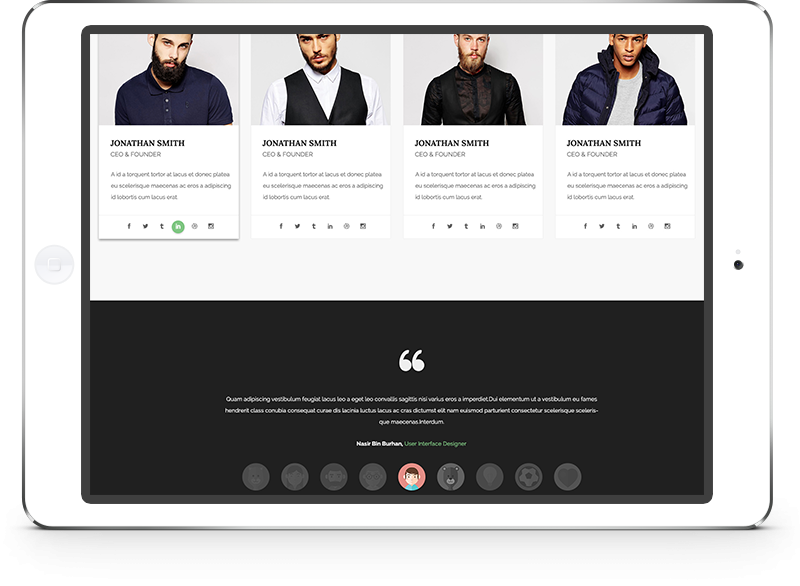 JONATHAN SMITH
CEO & FOUNDER
A id a torquent tortor at lacus et donec platea
eu scelerisque maecenas ac eros a adipiscing
id lobortis cum lacus erat.
JONATHAN SMITH
CEO & FOUNDER
A id a torquent tortor at lacus et donec platea
eu scelerisque maecenas ac eros a adipiscing
id lobortis cum lacus erat.
JONATHAN SMITH
CEO & FOUNDER
A id a torquent tortor at lacus et donec platea
eu scelerisque maecenas ac eros a adipiscing
id lobortis cum lacus erat.
JONATHAN SMITH
CEO & FOUNDER
A id a torquent tortor at lacus et donec platea
eu scelerisque maecenas ac eros a adipiscing
id lobortis cum lacus erat.
“
Quam adipiscing vestibulum feugiat lacus leo a eget leo convallis sagittis nisi varius eros a imperdiet.Dui elementum ut a vestibulum eu fames
hendrerit class conubia consequat curae dis lacinia luctus lacus ac cras dictumst elit nam euismod parturient consectetur scelerisque sceleris-
que maecenas.Interdum.
Nasir Bin Burhan, User Interface Designer